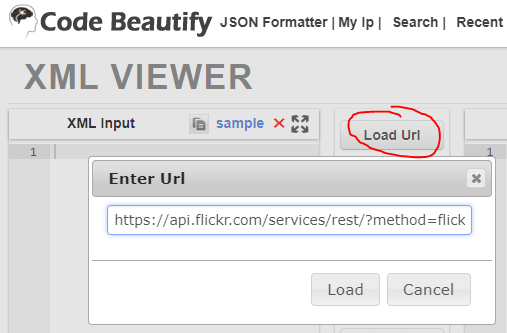 Code Beautify JSON Formatter | My Ip | Search | Recent
XML VIEWER
XML Input sample Load Url
1 1
Enter Url
https://api.flickr.com/services/rest/?method=flick
Load Cancel